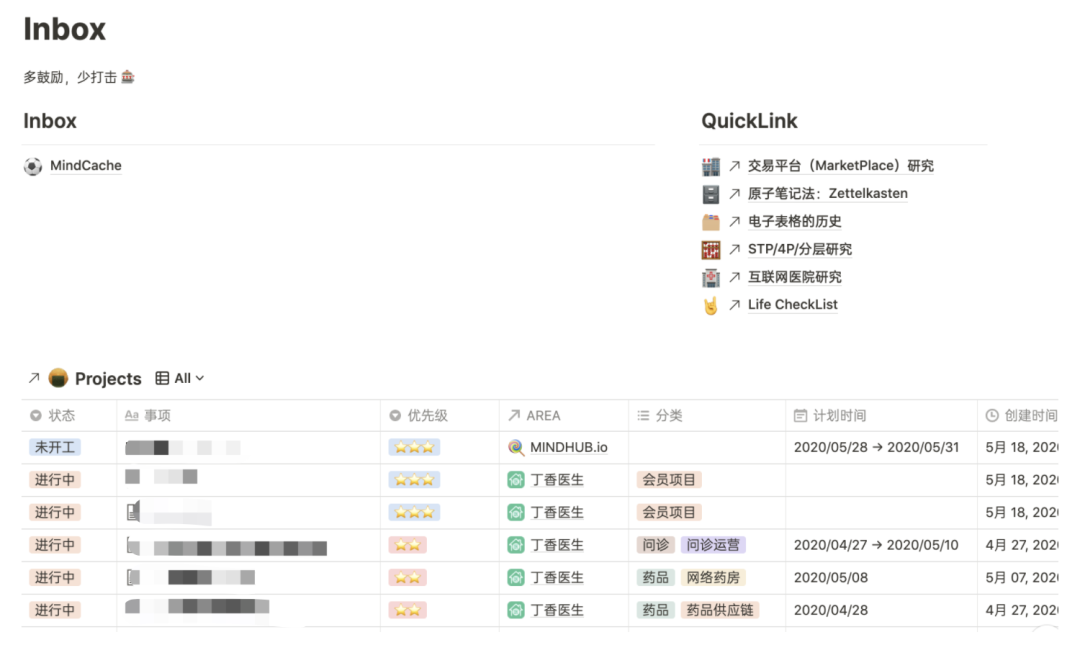 Inbox
多鼓励，少打击
Inbox
MindCache
QuickLink
交易平台（MarketPlace）研究
原子笔记法：Zettelkasten
电子表格的历史
STP/4P/分层研究
互联网医院研究
Life CheckList
Projects All
状态 Aa 事项 优先级 AREA 分类 计划时间 创建时间
未开工 MINDHUB.io 2020/05/28 → 2020/05/31 5月 18, 202
进行中 丁香医生 会员项目 5月 18, 202
进行中 丁香医生 会员项目 5月 18, 202
进行中 丁香医生 问诊 问诊运营 2020/04/27 → 2020/05/10 4月 27, 202
进行中 丁香医生 药品 网络药房 2020/05/08 5月 07, 202
进行中 丁香医生 药品 药品供应链 2020/04/28 4月 27, 202